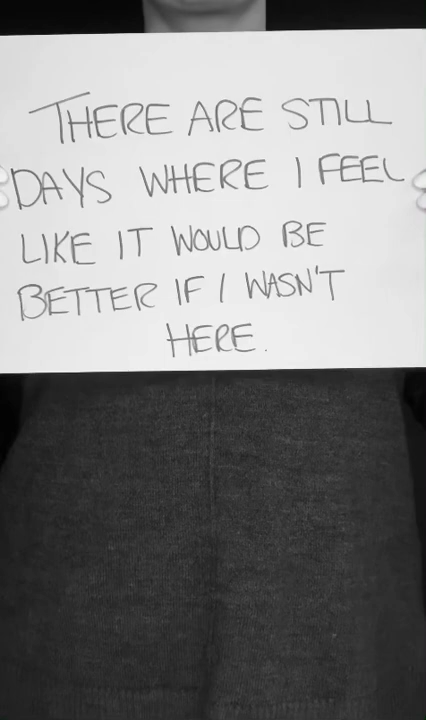 THERE ARE STILL
DAYS WHERE I FEEL
LIKE IT WOULD BE
BETTER IF I WASN'T
HERE.